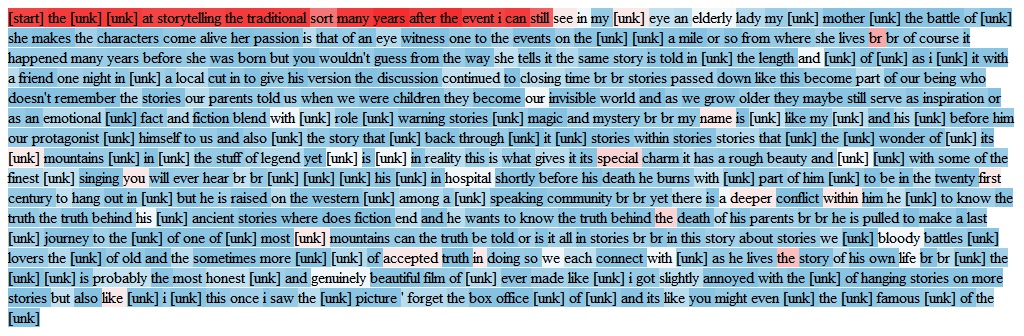 [start] the [unk] [unk] at storytelling the traditional sort many years after the event i can still see in my [unk] eye an elderly lady my [unk] mother [unk] the battle of [unk]
she makes the characters come alive her passion is that of an eye witness one to the events on the [unk] [unk] a mile or so from where she lives br br of course it
happened many years before she was born but you wouldn't guess from the way she tells it the same story is told in [unk] the length and [unk] of [unk] as i [unk] it with
a friend one night in [unk] a local cut in to give his version the discussion continued to closing time br br stories passed down like this become part of our being who
doesn't remember the stories our parents told us when we were children they become our invisible world and as we grow older they maybe still serve as inspiration or
as an emotional [unk] fact and fiction blend with [unk] role [unk] warning stories [unk] magic and mystery br br my name is [unk] like my [unk] and his [unk] before him
our protagonist [unk] himself to us and also [unk] the story that [unk] back through [unk] it [unk] stories within stories stories that [unk] the [unk] wonder of [unk] its
[unk] mountains [unk] in [unk] the stuff of legend yet [unk] is [unk] in reality this is what gives it its special charm it has a rough beauty and [unk] [unk] with some of the
finest [unk] singing you will ever hear br br [unk] [unk] [unk] his [unk] in hospital shortly before his death he burns with [unk] part of him [unk] to be in the twenty first
century to hang out in [unk] but he is raised on the western [unk] among a [unk] speaking community br br yet there is a deeper conflict within him he [unk] to know the
truth the truth behind his [unk] ancient stories where does fiction end and he wants to know the truth behind the death of his parents br br he is pulled to make a last
[unk] journey to the [unk] of one of [unk] most [unk] mountains can the truth be told or is it all in stories br br in this story about stories we [unk] bloody battles [unk]
lovers the [unk] of old and the sometimes more [unk] [unk] of accepted truth in doing so we each connect with [unk] as he lives the story of his own life br br [unk] the
[unk] [unk] is probably the most honest [unk] and genuinely beautiful film of [unk] ever made like [unk] i got slightly annoyed with the [unk] of hanging stories on more
stories but also like [unk] i [unk] this once i saw the [unk] picture ' forget the box office [unk] of [unk] and its like you might even [unk] the [unk] famous [unk] of the
[unk]